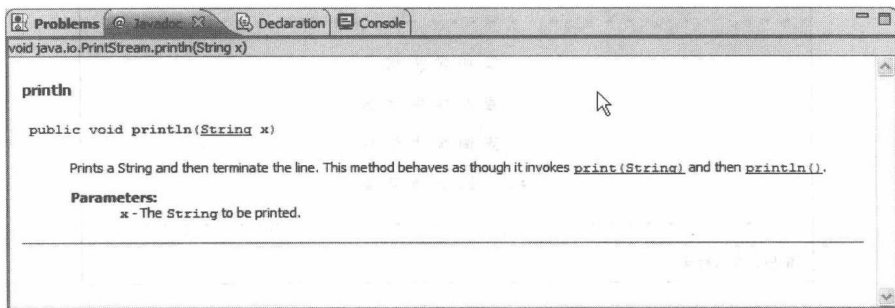 Problems @ Javadoc Declaration Console
void java.io.PrintStream.println(String x)
println
public void println(String x)
Prints a String and then terminate the line. This method behaves as though it invokes print(String) and then println().
Parameters:
x - The String to be printed.